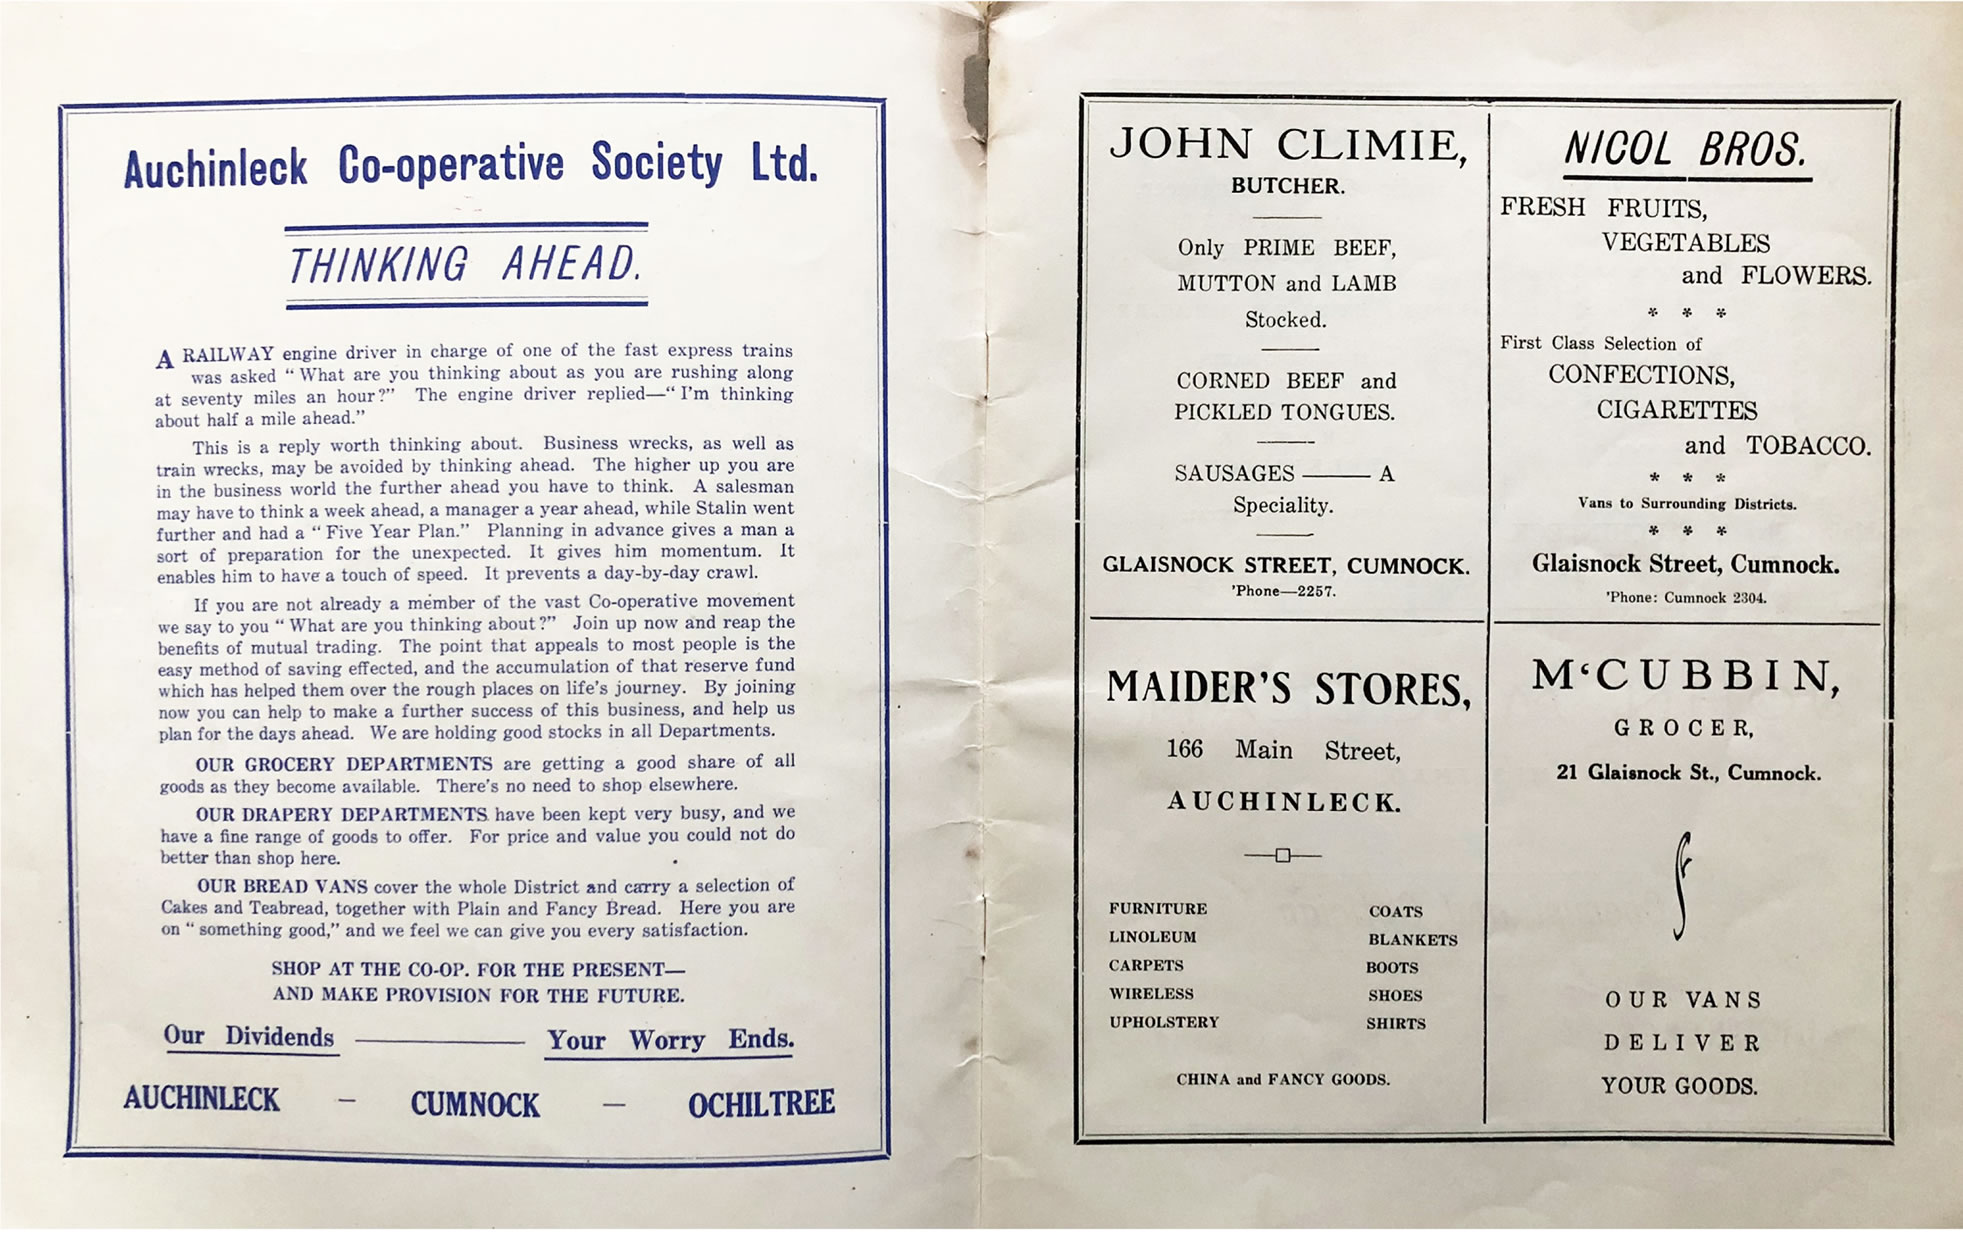 Auchinleck Co-operative Society Ltd.
THINKING AHEAD.
A RAILWAY engine driver in charge of one of the fast express trains
was asked “ What are you thinking about as you are rushing along
at seventy miles an hour?” The engine driver replied—“ I’m thinking
about half a mile ahead.”
This is a reply worth thinking about. Business wrecks, as well as
train wrecks, may be avoided by thinking ahead. The higher up you are
in the business world the further ahead you have to think. A salesman
may have to think a week ahead, a manager a year ahead, while Stalin went
further and had a “ Five Year Plan.” Planning in advance gives a man a
sort of preparation for the unexpected. It gives him momentum. It
enables him to have a touch of speed. It prevents a day-by-day crawl.
If you are not already a member of the vast Co-operative movement
we say to you “ What are you thinking about ?” Join up now and reap the
benefits of mutual trading. The point that appeals to most people is the
easy method of saving effected, and the accumulation of that reserve fund
which has helped them over the rough places on life’s journey. By joining
now you can help to make a further success of this business, and help us
plan for the days ahead. We are holding good stocks in all Departments.
OUR GROCERY DEPARTMENTS are getting a good share of all
goods as they become available. There’s no need to shop elsewhere.
OUR DRAPERY DEPARTMENTS have been kept very busy, and we
have a fine range of goods to offer. For price and value you could not do
better than shop here.
OUR BREAD VANS cover the whole District and carry a selection of
Cakes and Teabread, together with Plain and Fancy Bread. Here you are
on “ something good,” and we feel we can give you every satisfaction.
SHOP AT THE CO-OP. FOR THE PRESENT—
AND MAKE PROVISION FOR THE FUTURE.
Our Dividends ——— Your Worry Ends.
AUCHINLECK – CUMNOCK – OCHILTREE
JOHN CLIMIE,
BUTCHER.
Only PRIME BEEF,
MUTTON and LAMB
Stocked.
CORNED BEEF and
PICKLED TONGUES.
SAUSAGES —— A
Speciality.
GLAISNOCK STREET, CUMNOCK.
’Phone—2257.
NICOL BROS.
FRESH FRUITS,
VEGETABLES
and FLOWERS.
* * *
First Class Selection of
CONFECTIONS,
CIGARETTES
and TOBACCO.
* * *
Vans to Surrounding Districts.
* * *
Glaisnock Street, Cumnock.
’Phone: Cumnock 2304.
MAIDER’S STORES,
166 Main Street,
AUCHINLECK.
FURNITURE COATS
LINOLEUM BLANKETS
CARPETS BOOTS
WIRELESS SHOES
UPHOLSTERY SHIRTS
CHINA and FANCY GOODS.
M‘CUBBIN,
GROCER,
21 Glaisnock St., Cumnock.
OUR VANS
DELIVER
YOUR GOODS.